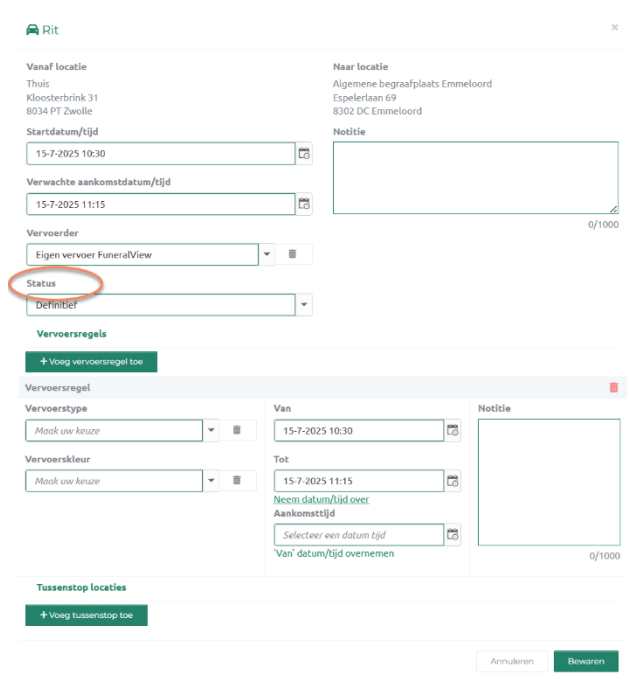 Rit
Vanaf locatie
Thuis
Kloosterbrink 31
8034 PT Zwolle
Naar locatie
Algemene begraafplaats Emmeloord
Espelerlaan 69
8302 DC Emmeloord
Startdatum/tijd
15-7-2025 10:30
Notitie
0/1000
Verwachte aankomstdatum/tijd
15-7-2025 11:15
Vervoerder
Eigen vervoer FuneralView
Status
Definitief
Vervoersregels
+ Voeg vervoersregel toe
Vervoersregel
Vervoerstype
Maak uw keuze
Vervoerskleur
Maak uw keuze
Van
15-7-2025 10:30
Tot
15-7-2025 11:15
Neem datum/tijd over
Aankomsttijd
Selecteer een datum tijd
'Van' datum/tijd overnemen
Notitie
0/1000
Tussenstop locaties
+ Voeg tussenstop toe
Annuleren
Bewaren